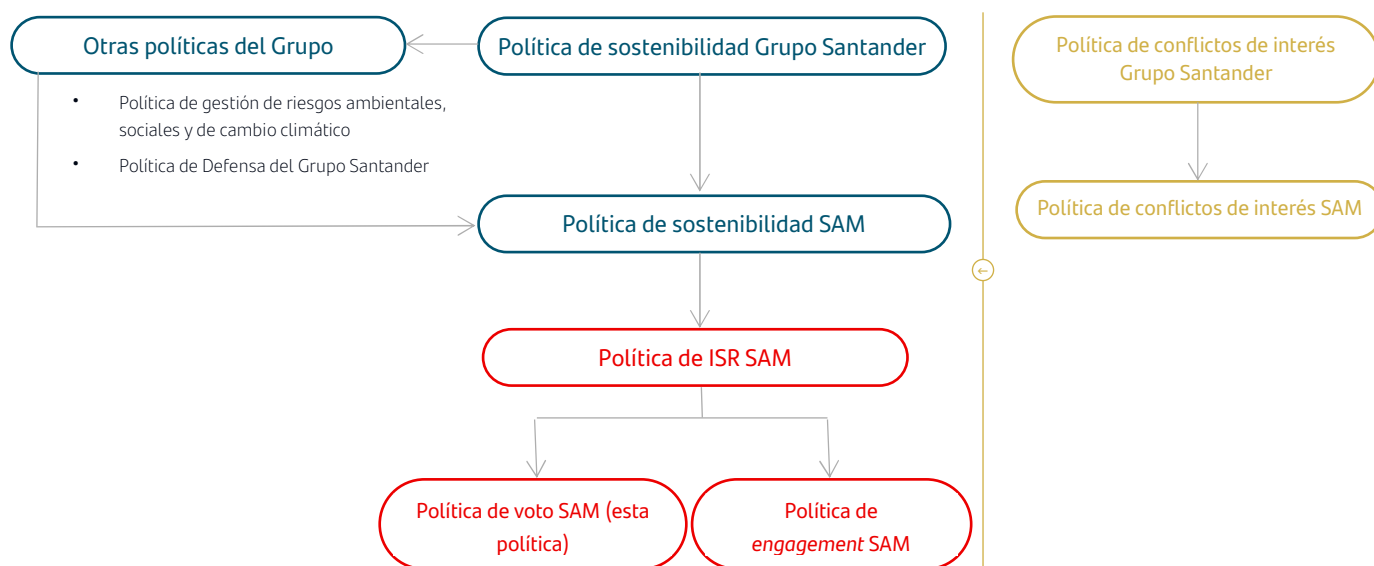 Otras políticas del Grupo
Política de sostenibilidad Grupo Santander
Política de conflictos de interés
Grupo Santander
• Política de gestión de riesgos ambientales,
sociales y de cambio climático
• Política de Defensa del Grupo Santander
Política de sostenibilidad SAM
Política de conflictos de interés SAM
←
Política de ISR SAM
Política de voto SAM (esta
política)
Política de
engagement SAM